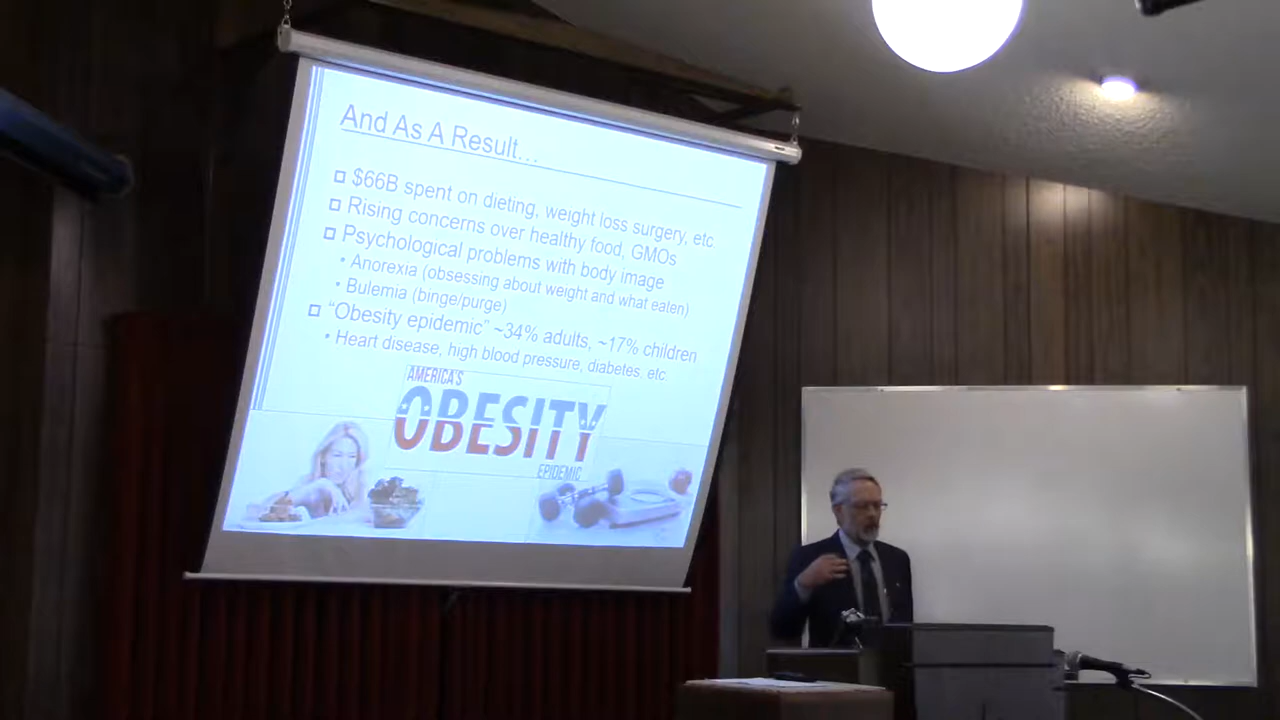 And As A Result...
$66B spent on dieting, weight loss surgery, etc.
Rising concerns over healthy food, GMOs
Psychological problems with body image
• Anorexia (obsessing about weight and what eaten)
• Bulemia (binge/purge)
"Obesity epidemic" ~34% adults, ~17% children
• Heart disease, high blood pressure, diabetes, etc
AMERICA'S
OBESITY
EPIDEMIC